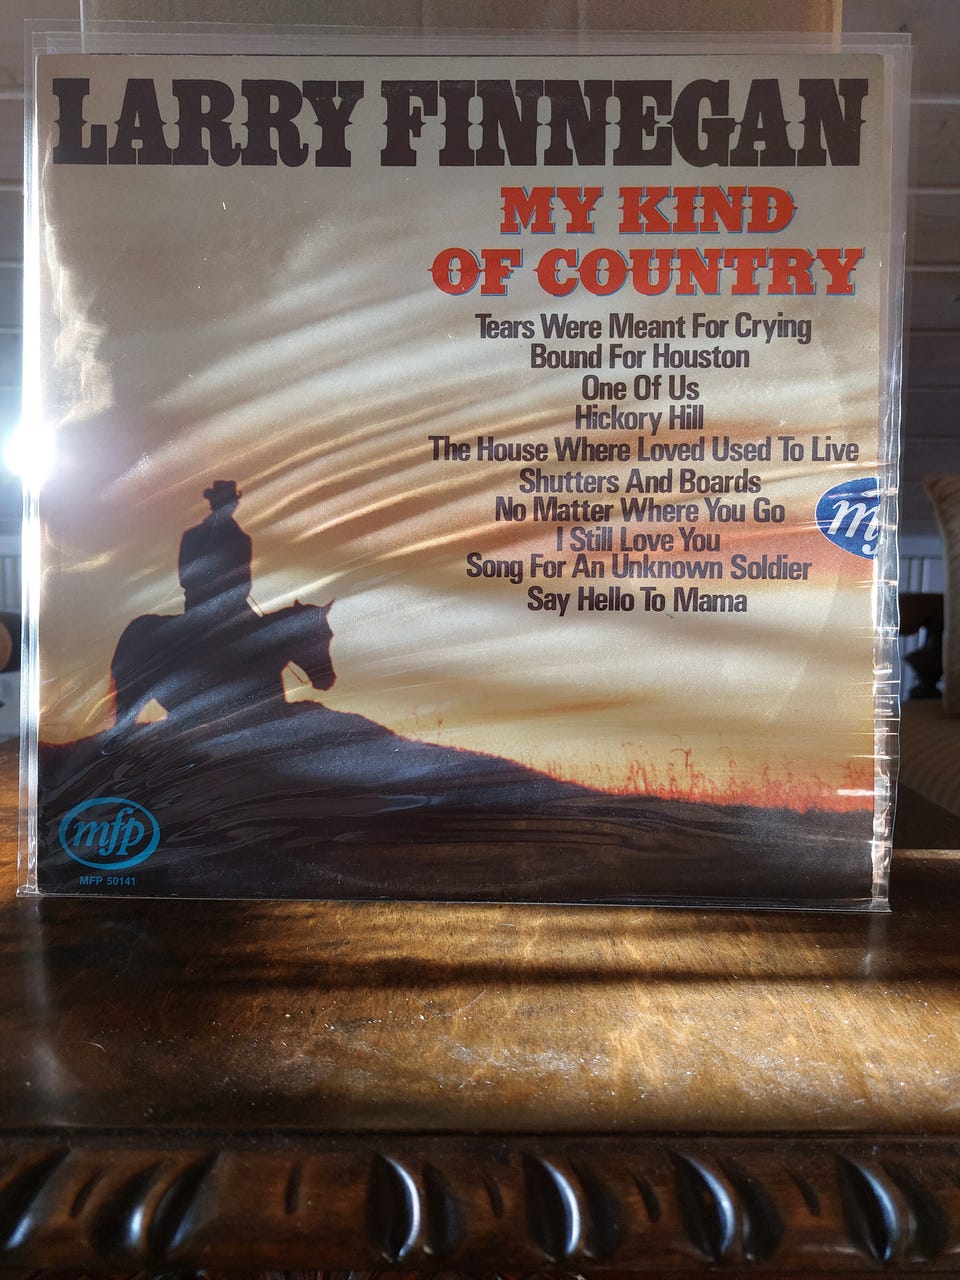 LARRY FINNEGAN
MY KIND
OF COUNTRY
Tears Were Meant For Crying
Bound For Houston
One Of Us
Hickory Hill
The House Where Loved Used To Live
Shutters And Boards
No Matter Where You Go
I Still Love You
Song For An Unknown Soldier
Say Hello To Mama
mf
mfp
MFP 50141